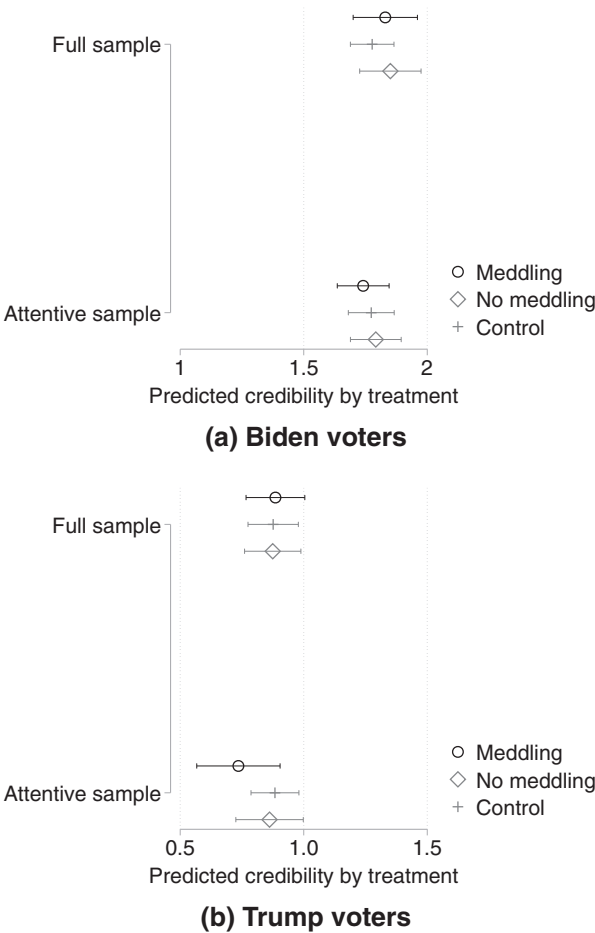 Full sample
Attentive sample
Meddling
No meddling
Control
1 1.5 2
Predicted credibility by treatment
(a) Biden voters
Full sample
Attentive sample
Meddling
No meddling
Control
0.5 1.0 1.5
Predicted credibility by treatment
(b) Trump voters